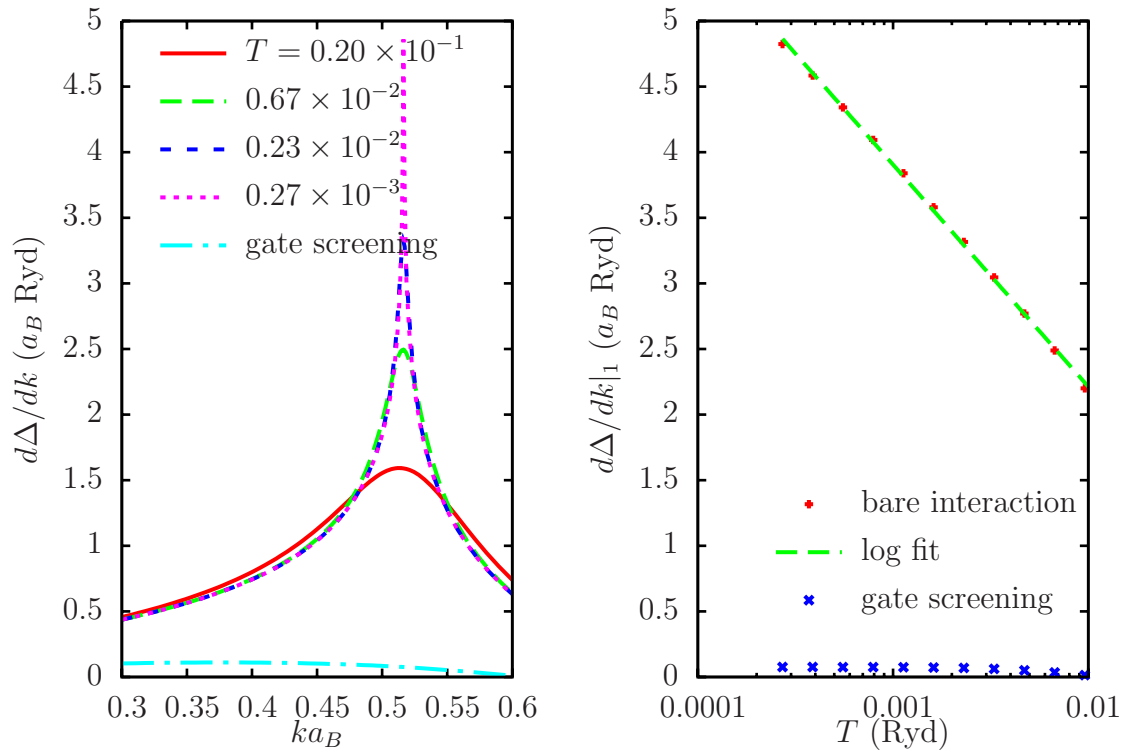 5
4.5
4
3.5
3
2.5
2
1.5
1
0.5
0
dΔ/dk (a_B Ryd)
T = 0.20 × 10^{-1}
0.67 × 10^{-2}
0.23 × 10^{-2}
0.27 × 10^{-3}
gate screening
0.3 0.35 0.4 0.45 0.5 0.55 0.6
ka_B
5
4.5
4
3.5
3
2.5
2
1.5
1
0.5
0
dΔ/dk|_1 (a_B Ryd)
bare interaction
log fit
gate screening
0.0001 0.001 0.01
T (Ryd)